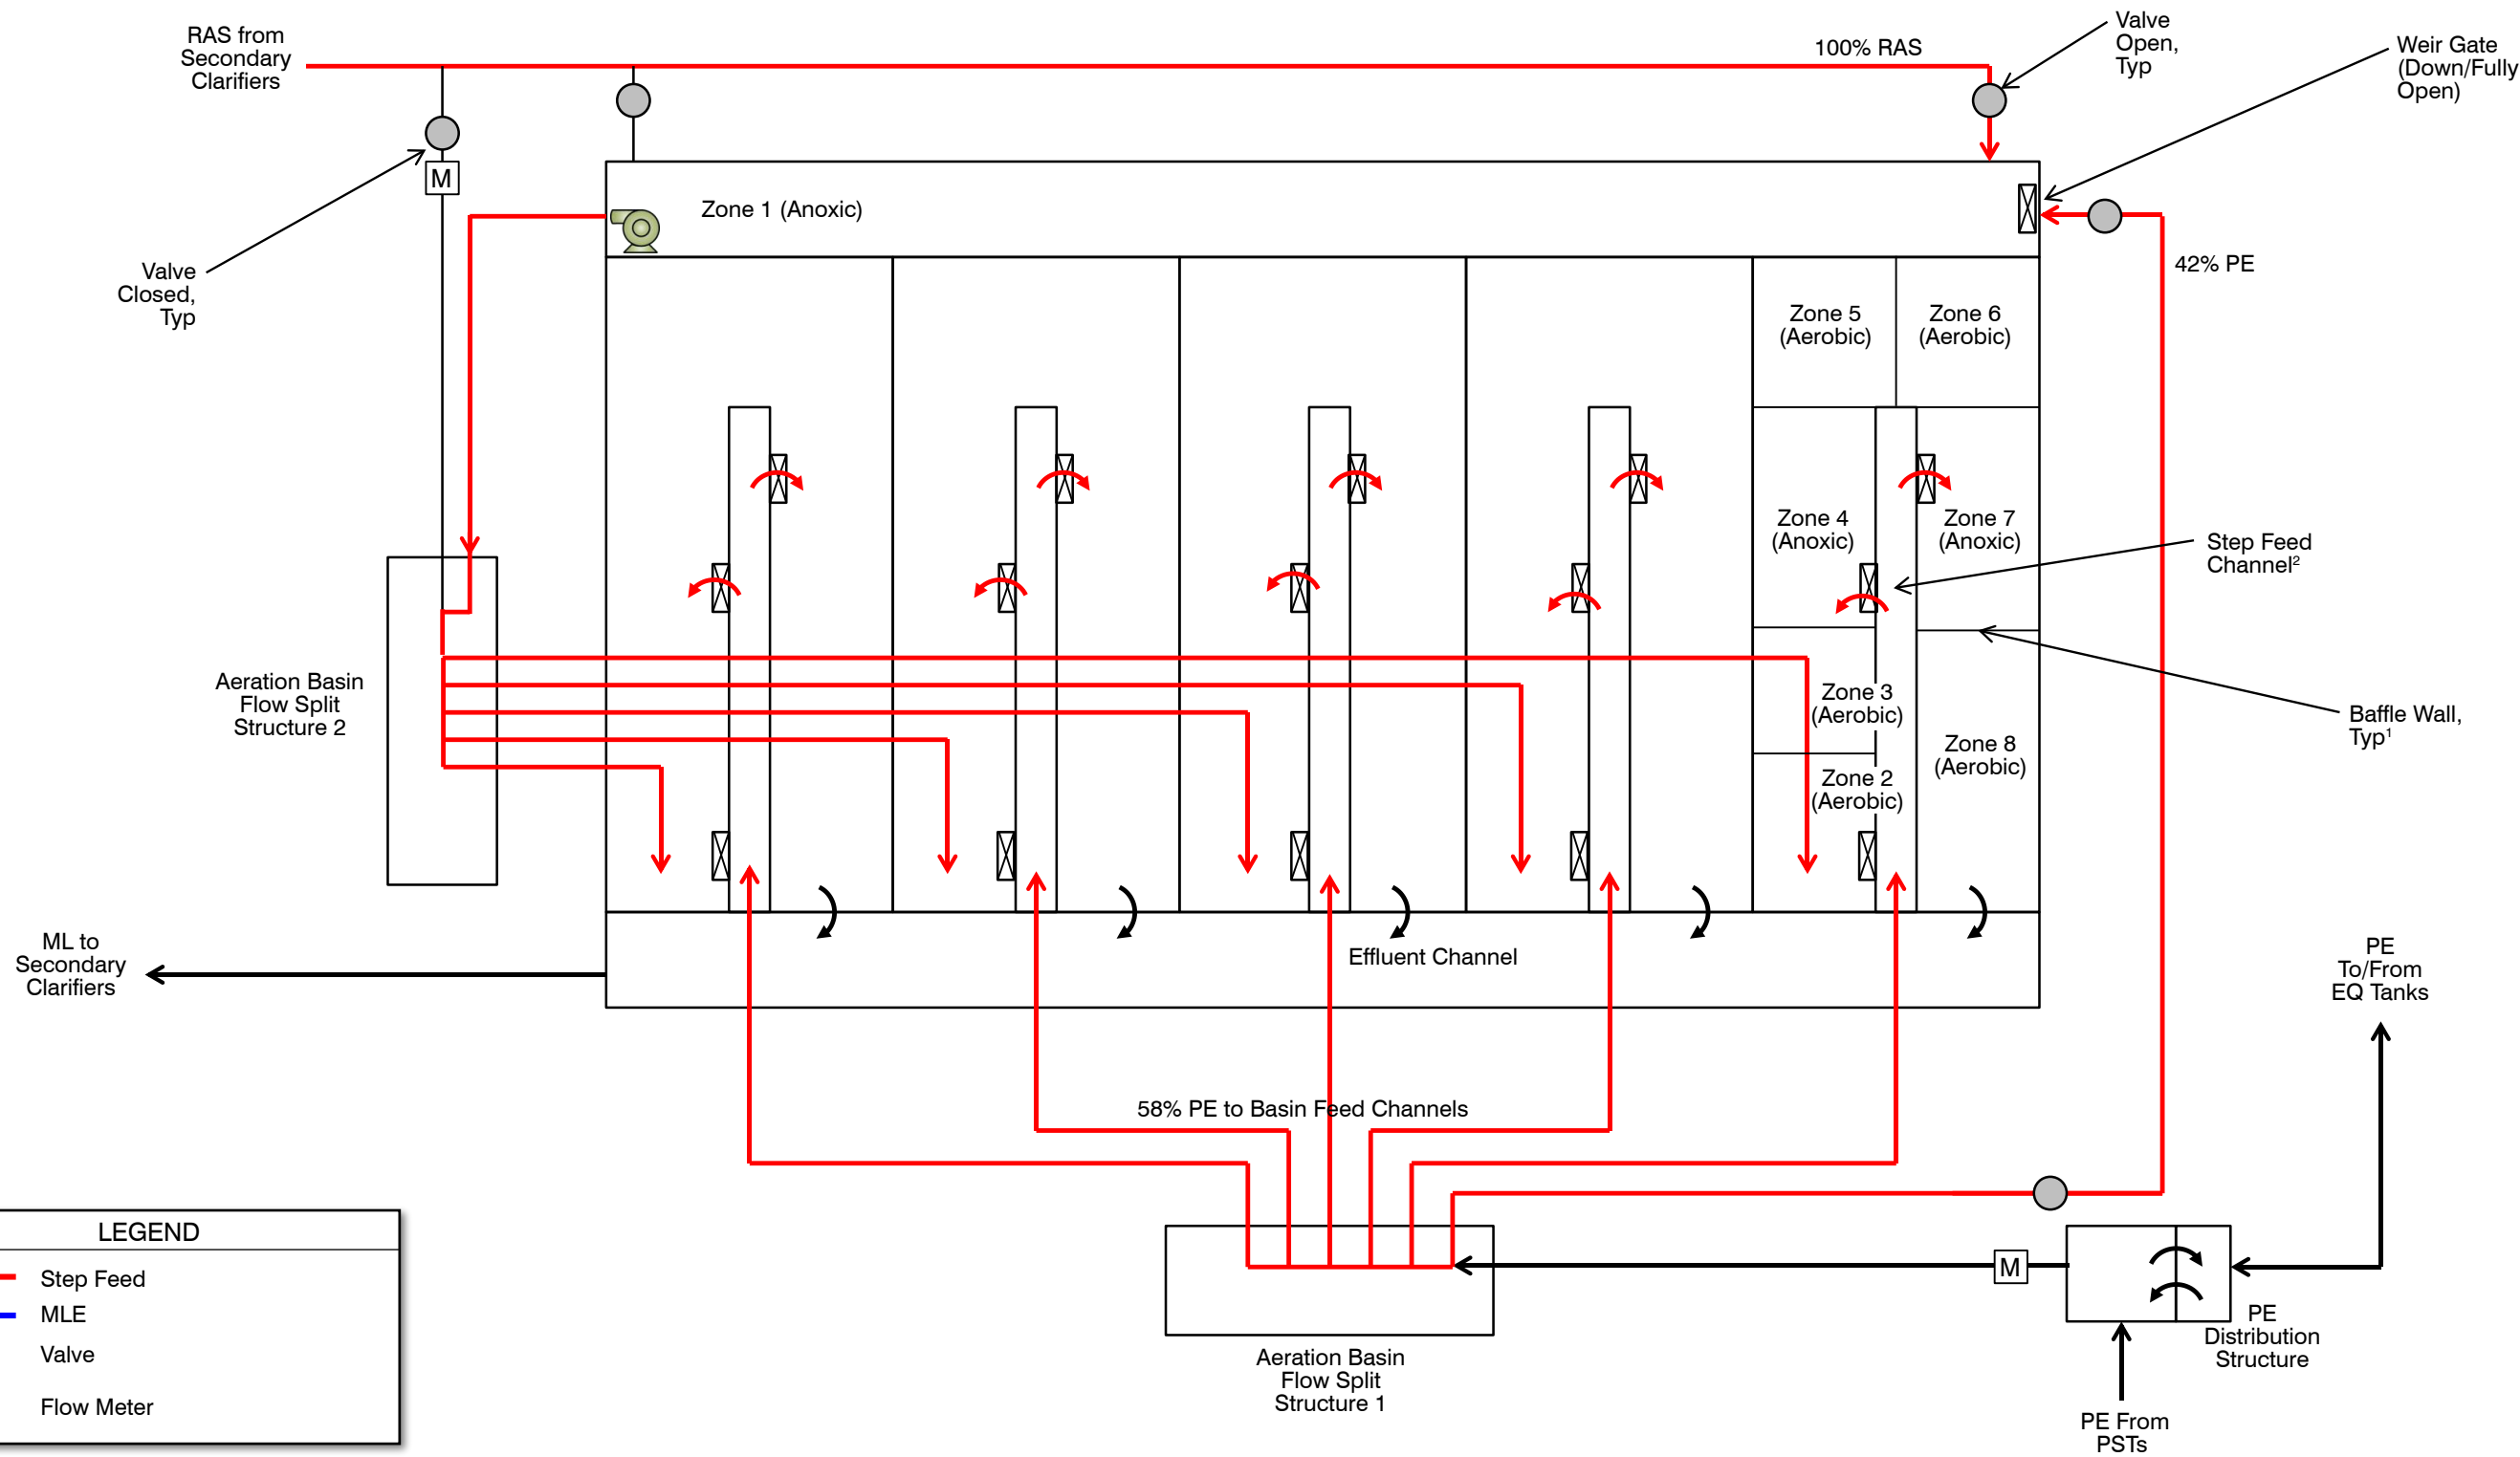 RAS from
Secondary
Clarifiers
100% RAS
Valve
Open,
Typ
Weir Gate
(Down/Fully
Open)
M
Zone 1 (Anoxic)
Valve
Closed,
Typ
42% PE
Zone 5
(Aerobic)
Zone 6
(Aerobic)
Zone 4
(Anoxic)
Zone 7
(Anoxic)
Step Feed
Channel²
Aeration Basin
Flow Split
Structure 2
Zone 3
(Aerobic)
Baffle Wall,
Typ¹
Zone 8
(Aerobic)
Zone 2
(Aerobic)
ML to
Secondary
Clarifiers
Effluent Channel
PE
To/From
EQ Tanks
58% PE to Basin Feed Channels
LEGEND
Step Feed
MLE
Valve
Flow Meter
M
PE
Distribution
Structure
Aeration Basin
Flow Split
Structure 1
PE From
PSTs